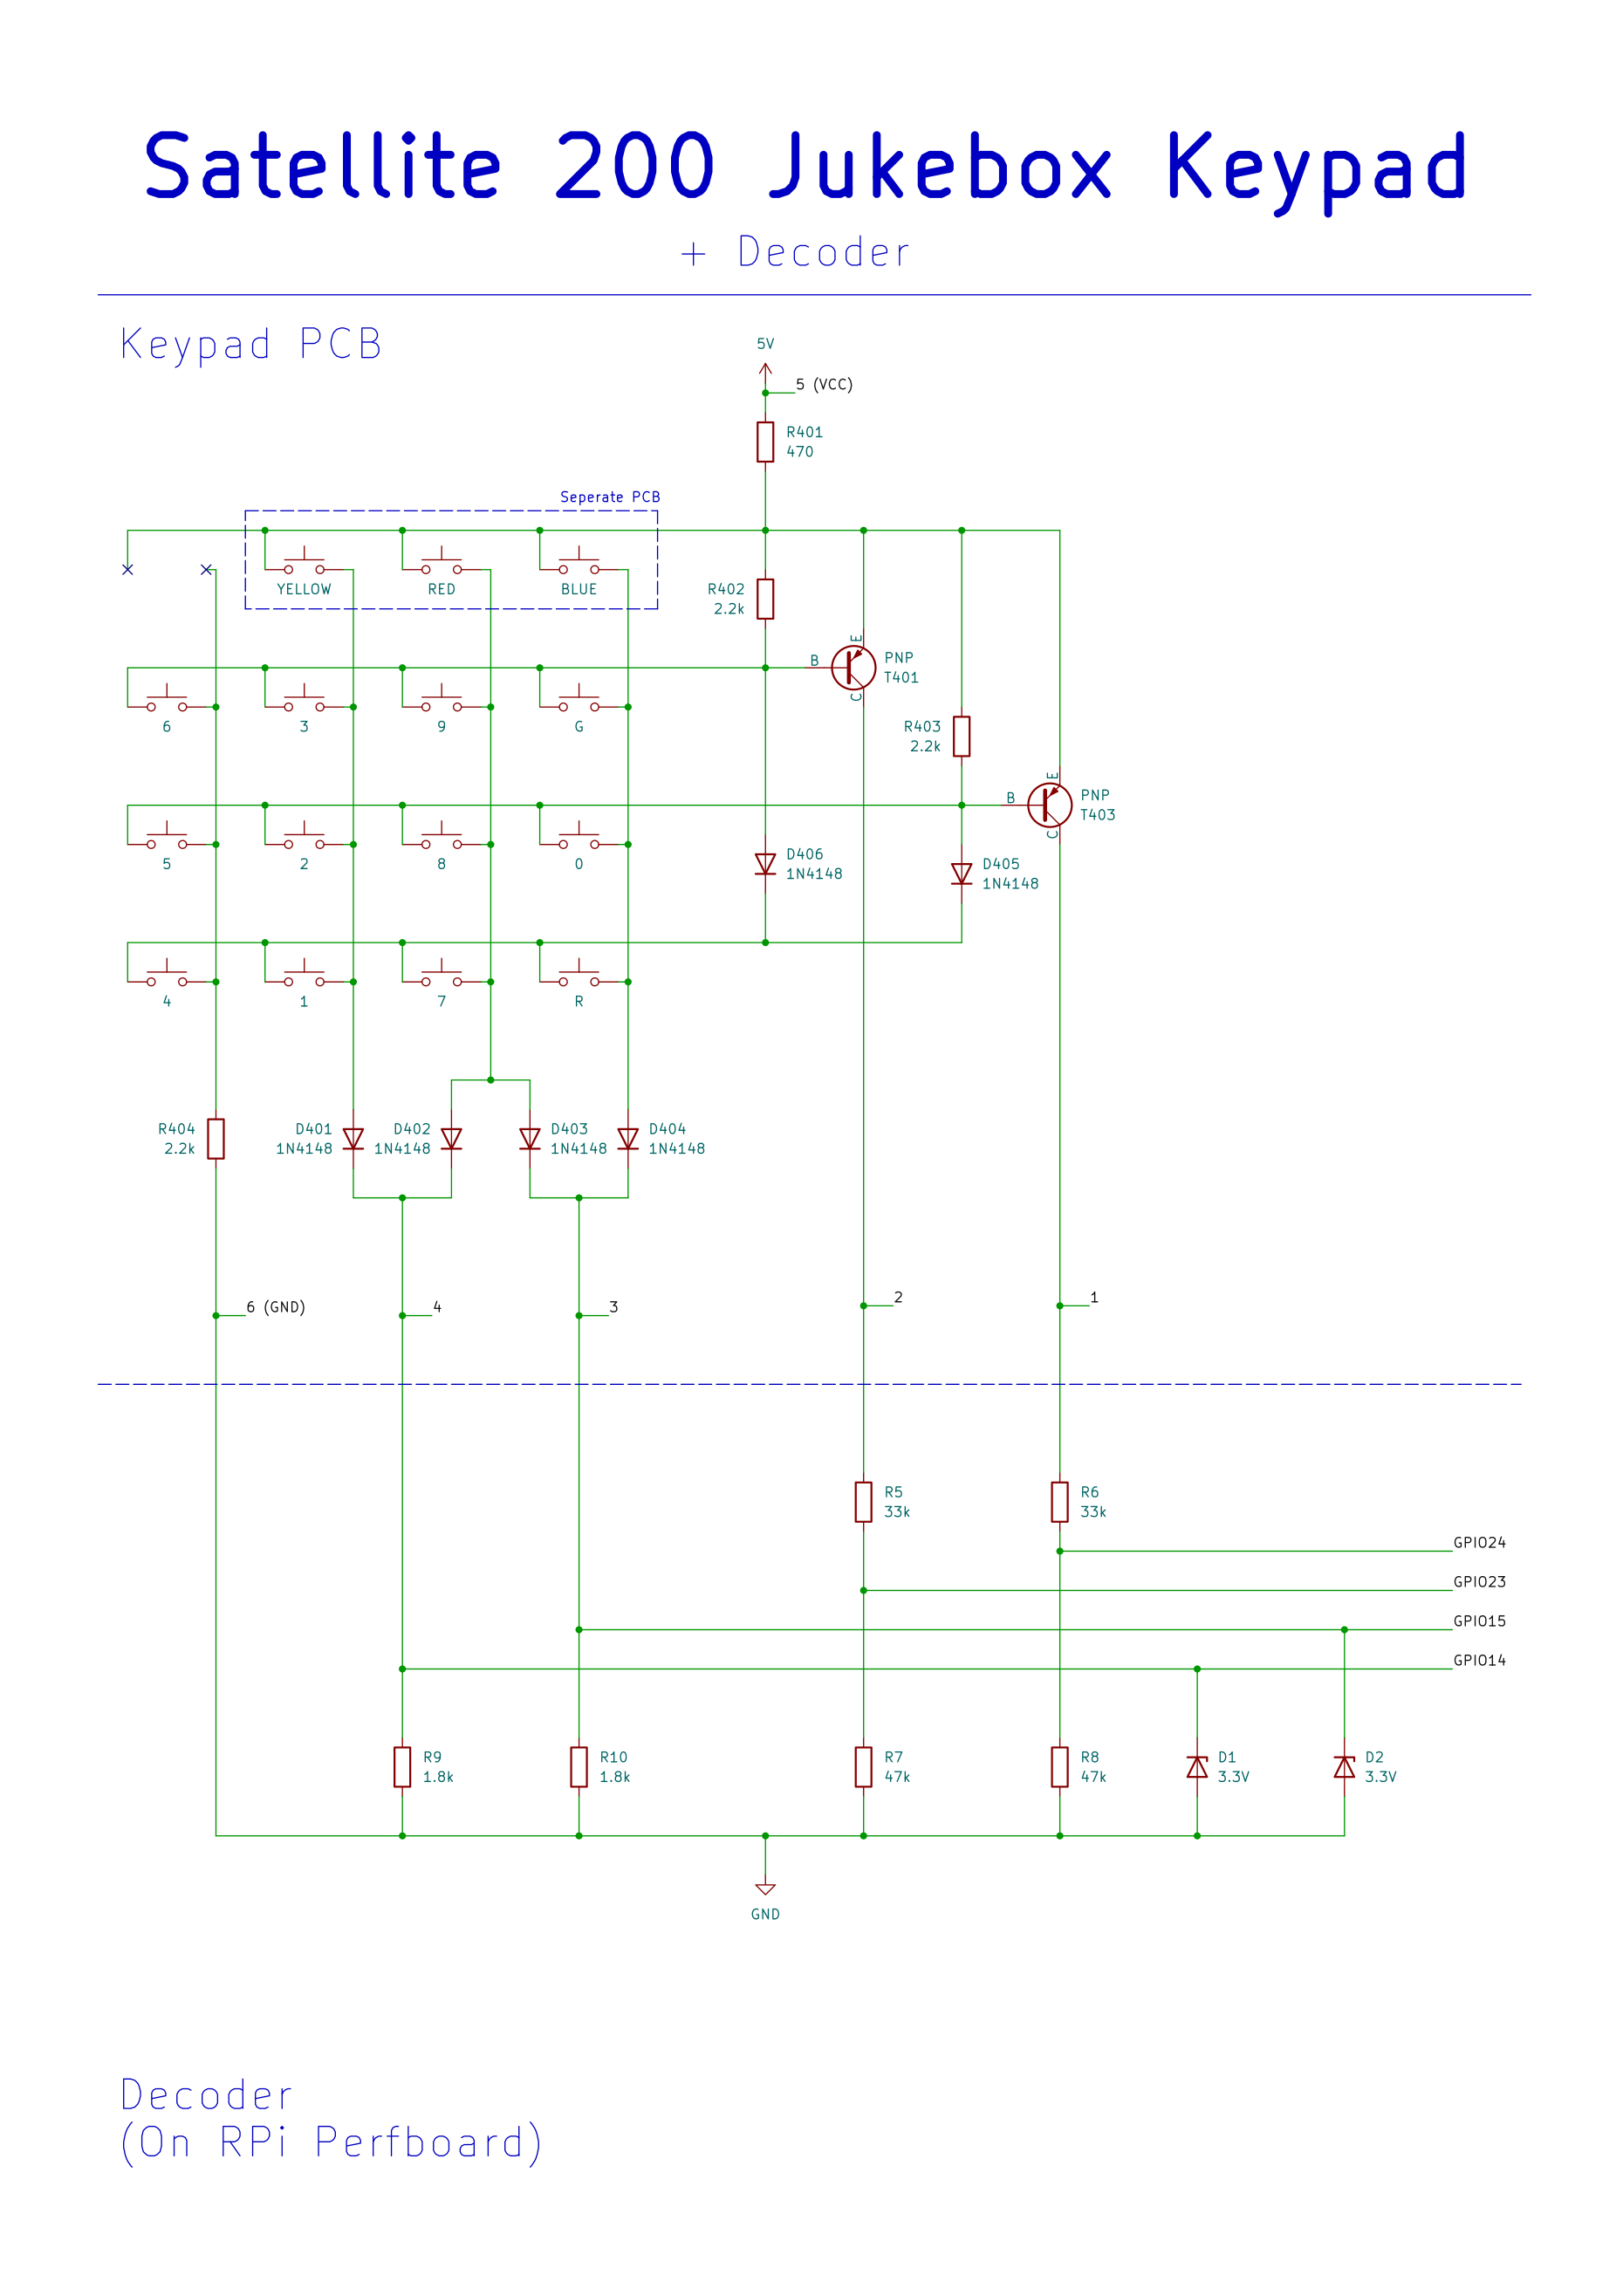 Satellite 200 Jukebox Keypad
+ Decoder
Keypad PCB
5V
5 (VCC)
R401
470
Seperate PCB
YELLOW
RED
BLUE
R402
2.2k
E
B
C
PNP
T401
6
3
9
G
R403
2.2k
E
B
C
PNP
T403
5
2
8
0
D406
1N4148
D405
1N4148
4
1
7
R
R404
2.2k
D401
1N4148
D402
1N4148
D403
1N4148
D404
1N4148
6 (GND)
4
3
2
1
R5
33k
R6
33k
GPIO24
GPIO23
GPIO15
GPIO14
R9
1.8k
R10
1.8k
R7
47k
R8
47k
D1
3.3V
D2
3.3V
GND
Decoder
(On RPi Perfboard)